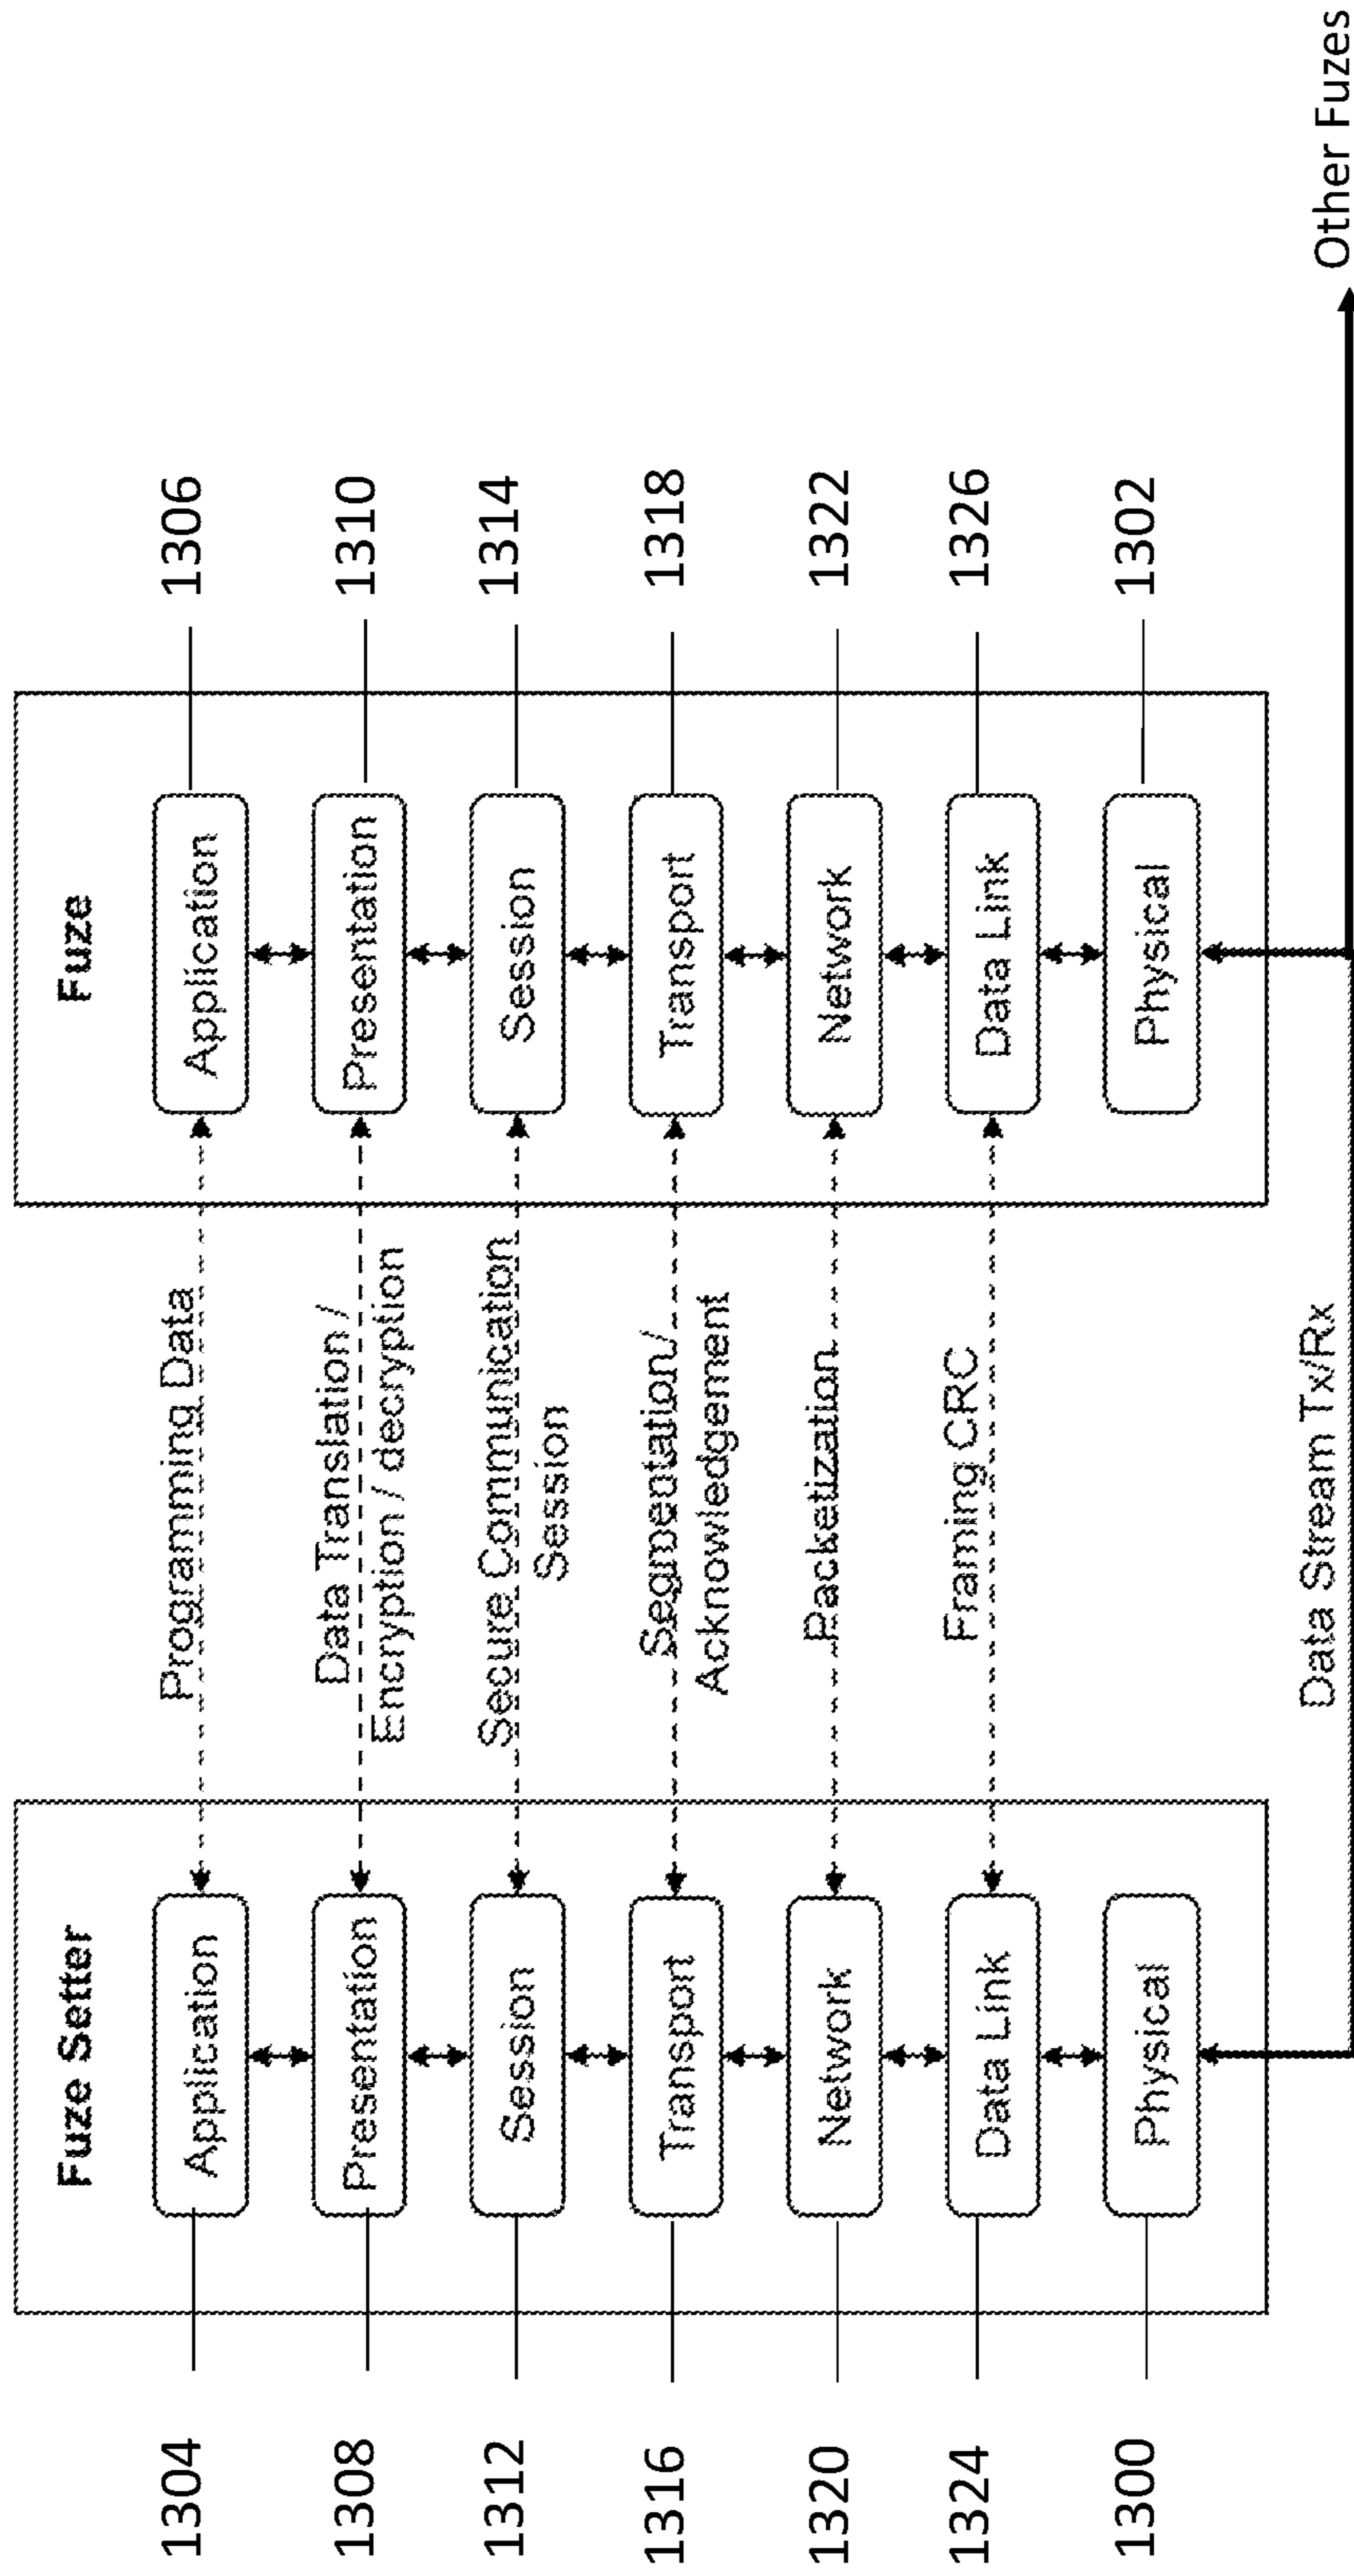 Fuze Setter
Fuze
1304
Application
Programming Data
Application
1306
1308
Presentation
Data Translation /
Encryption / decryption
Presentation
1310
1312
Session
Secure Communication
Session
Session
1314
1316
Transport
Segmentation/
Acknowledgement
Transport
1318
1320
Network
Packetization
Network
1322
1324
Data Link
Framing CRC
Data Link
1326
1300
Physical
Physical
1302
Data Stream Tx/Rx
Other Fuzes